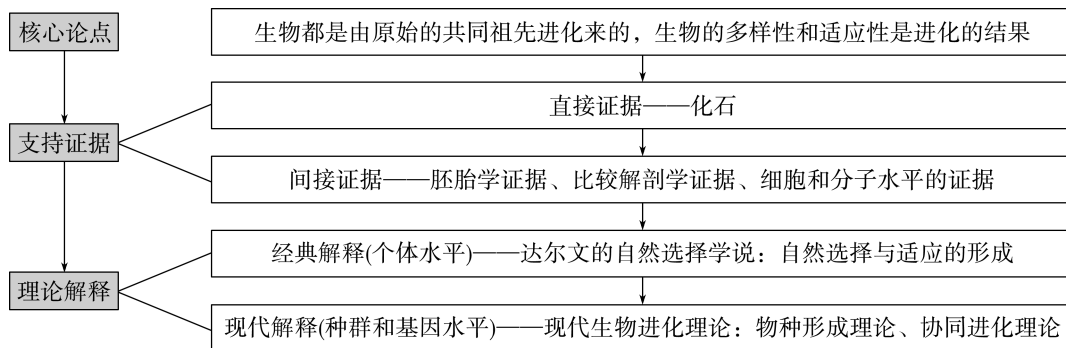 核心论点
生物都是由原始的共同祖先进化来的，生物的多样性和适应性是进化的结果
直接证据——化石
支持证据
间接证据——胚胎学证据、比较解剖学证据、细胞和分子水平的证据
经典解释(个体水平)——达尔文的自然选择学说：自然选择与适应的形成
理论解释
现代解释(种群和基因水平)——现代生物进化理论：物种形成理论、协同进化理论